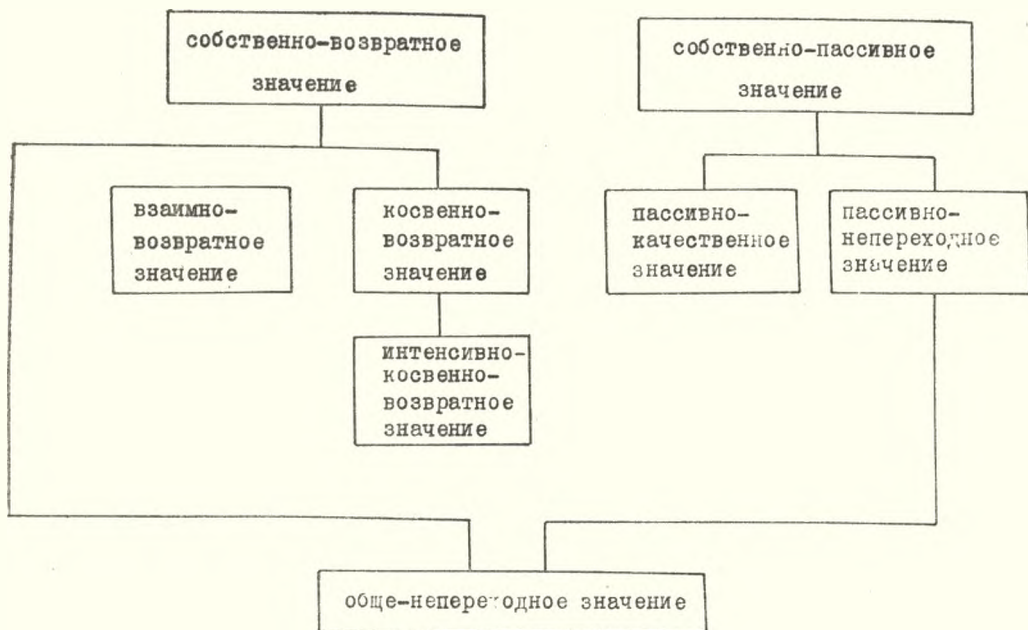 собственно-возвратное
значение
собственно-пассивное
значение
взаимно-
возвратное
значение
косвенно-
возвратное
значение
пассивно-
качественное
значение
пассивно-
непереходное
значение
интенсивно-
косвенно-
возвратное
значение
обще-непереходное значение